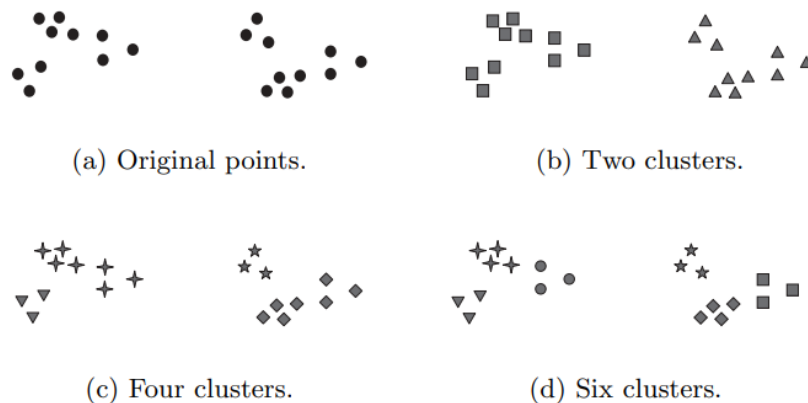 (a) Original points.
(b) Two clusters.
(c) Four clusters.
(d) Six clusters.